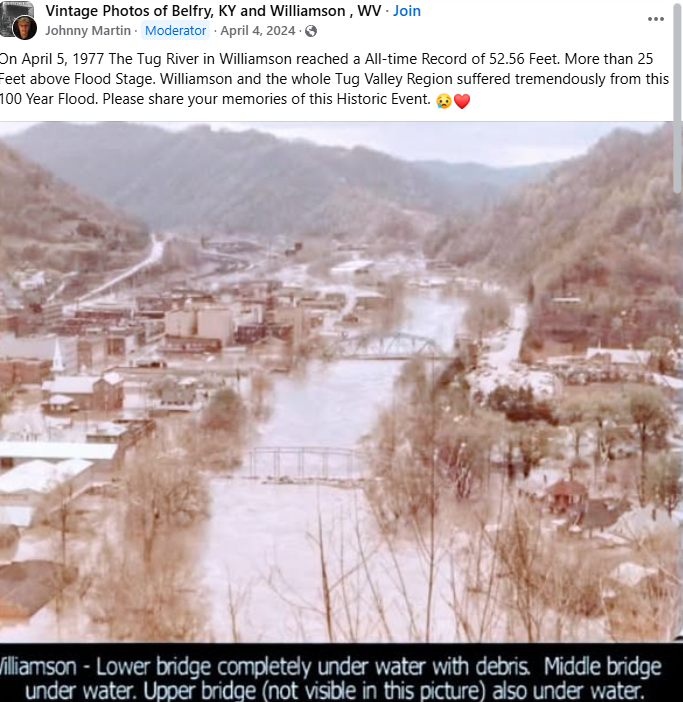 Vintage Photos of Belfry, KY and Williamson , WV · Join
Johnny Martin · Moderator · April 4, 2024 ·
On April 5, 1977 The Tug River in Williamson reached a All-time Record of 52.56 Feet. More than 25
Feet above Flood Stage. Williamson and the whole Tug Valley Region suffered tremendously from this
100 Year Flood. Please share your memories of this Historic Event. 😢❤️
Williamson - Lower bridge completely under water with debris. Middle bridge
under water. Upper bridge (not visible in this picture) also under water.